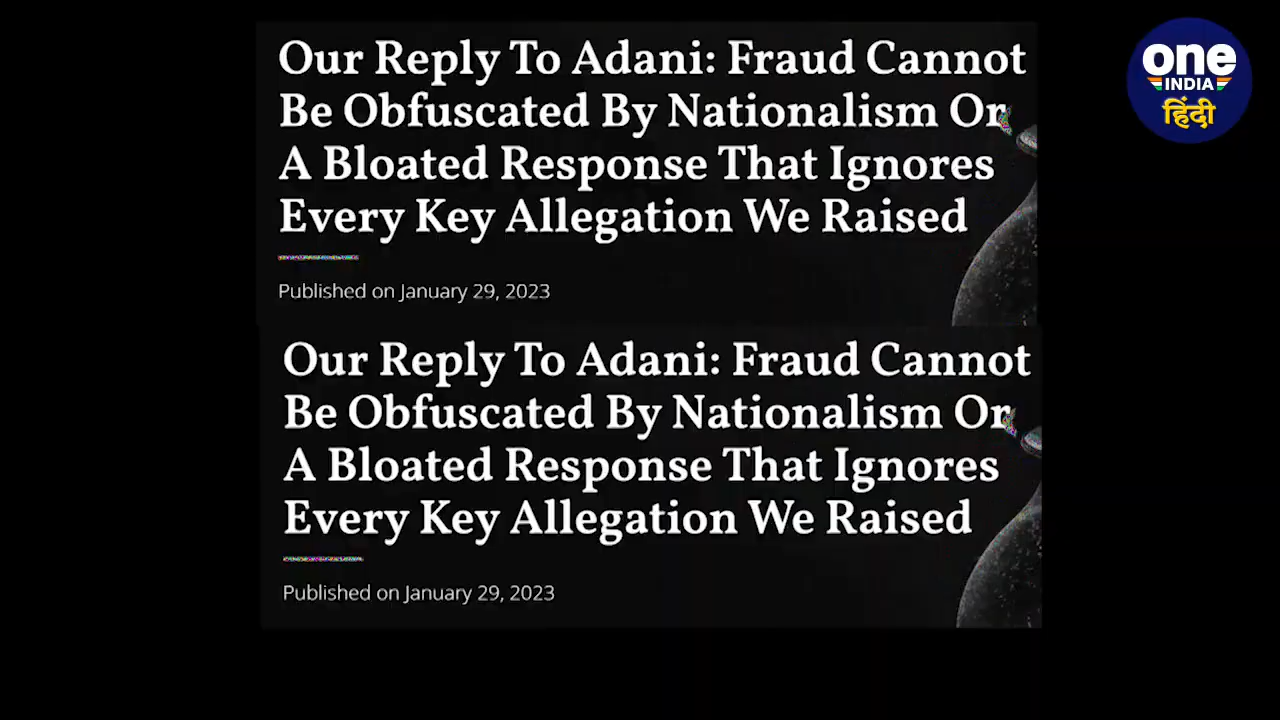 Our Reply To Adani: Fraud Cannot
Be Obfuscated By Nationalism Or
A Bloated Response That Ignores
Every Key Allegation We Raised
Published on January 29, 2023
Our Reply To Adani: Fraud Cannot
Be Obfuscated By Nationalism Or
A Bloated Response That Ignores
Every Key Allegation We Raised
Published on January 29, 2023
one
INDIA
हिंदी